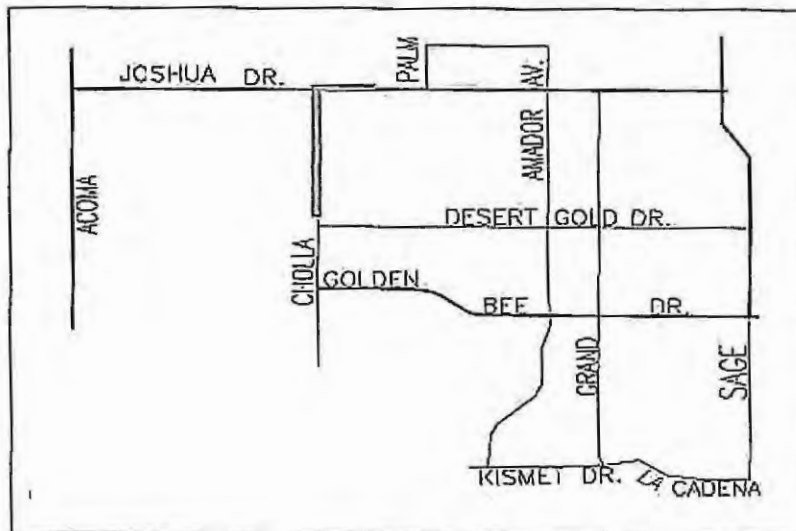 PALM
JOSHUA DR.
AV.
AMADOR
ACOMA
DESERT GOLD DR.
CHOLLA
GOLDEN
BEE DR.
GRAND
SAGE
KISMET DR. LA CADENA